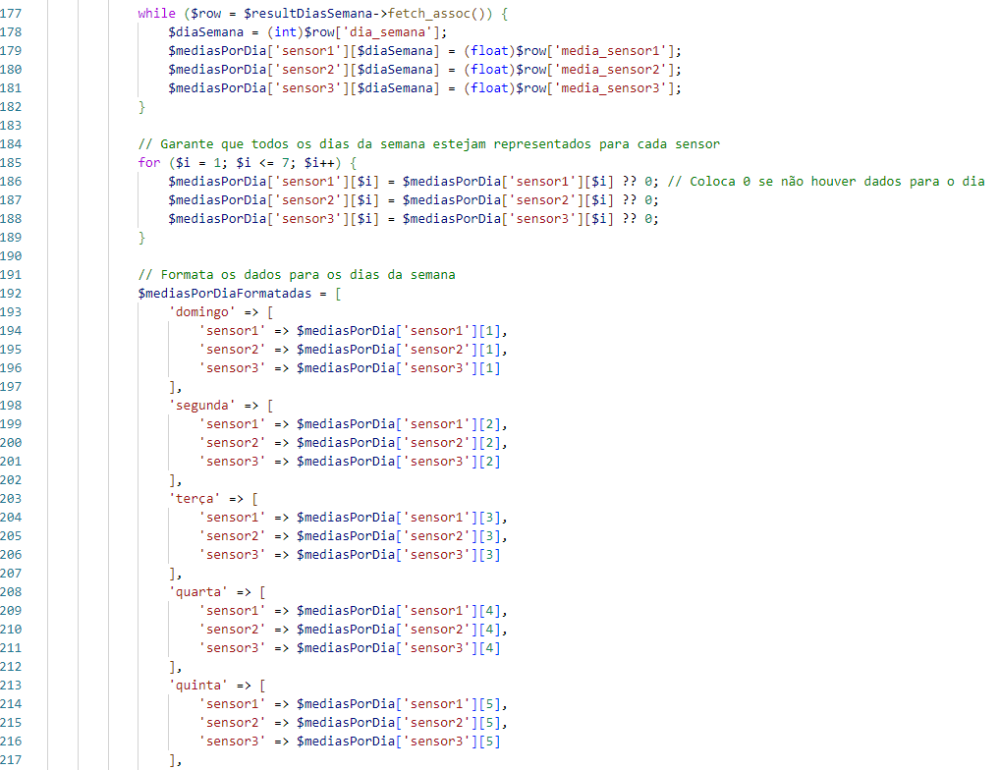 177 while ($row = $resultDiasSemana->fetch_assoc()) {
178 $diaSemana = (int)$row['dia_semana'];
179 $mediasPorDia['sensor1'][$diaSemana] = (float)$row['media_sensor1'];
180 $mediasPorDia['sensor2'][$diaSemana] = (float)$row['media_sensor2'];
181 $mediasPorDia['sensor3'][$diaSemana] = (float)$row['media_sensor3'];
182 }
183
184 // Garante que todos os dias da semana estejam representados para cada sensor
185 for ($i = 1; $i <= 7; $i++) {
186 $mediasPorDia['sensor1'][$i] = $mediasPorDia['sensor1'][$i] ?? 0; // Coloca 0 se não houver dados para o dia
187 $mediasPorDia['sensor2'][$i] = $mediasPorDia['sensor2'][$i] ?? 0;
188 $mediasPorDia['sensor3'][$i] = $mediasPorDia['sensor3'][$i] ?? 0;
189 }
190
191 // Formata os dados para os dias da semana
192 $mediasPorDiaFormatadas = [
193 'domingo' => [
194 'sensor1' => $mediasPorDia['sensor1'][1],
195 'sensor2' => $mediasPorDia['sensor2'][1],
196 'sensor3' => $mediasPorDia['sensor3'][1]
197 ],
198 'segunda' => [
199 'sensor1' => $mediasPorDia['sensor1'][2],
200 'sensor2' => $mediasPorDia['sensor2'][2],
201 'sensor3' => $mediasPorDia['sensor3'][2]
202 ],
203 'terça' => [
204 'sensor1' => $mediasPorDia['sensor1'][3],
205 'sensor2' => $mediasPorDia['sensor2'][3],
206 'sensor3' => $mediasPorDia['sensor3'][3]
207 ],
208 'quarta' => [
209 'sensor1' => $mediasPorDia['sensor1'][4],
210 'sensor2' => $mediasPorDia['sensor2'][4],
211 'sensor3' => $mediasPorDia['sensor3'][4]
212 ],
213 'quinta' => [
214 'sensor1' => $mediasPorDia['sensor1'][5],
215 'sensor2' => $mediasPorDia['sensor2'][5],
216 'sensor3' => $mediasPorDia['sensor3'][5]
217 ],